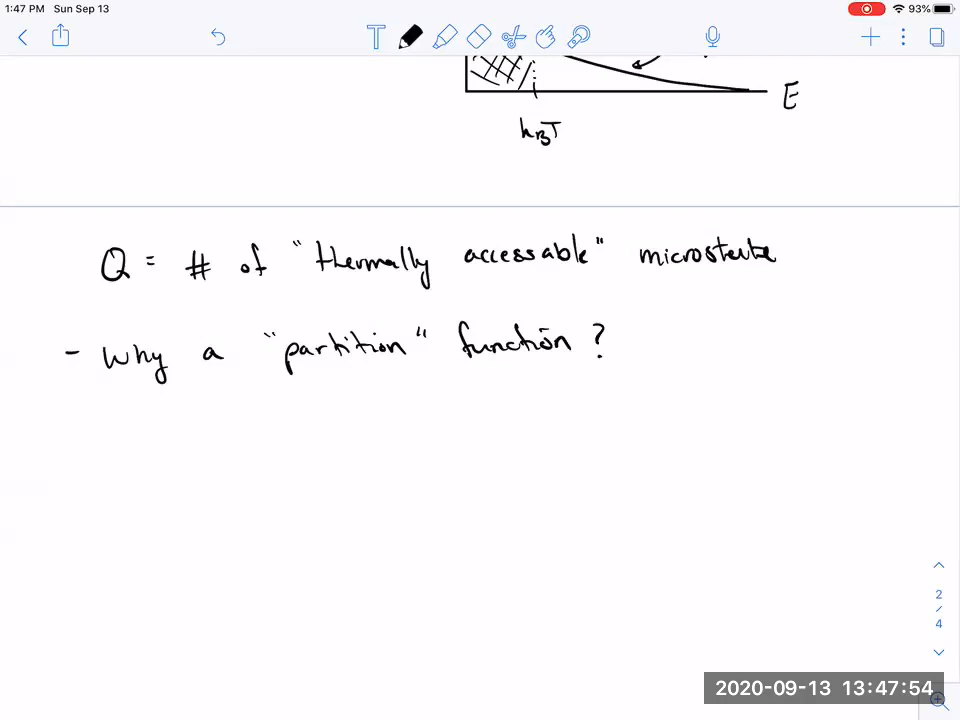 1:47 PM Sun Sep 13
93%
E
kBT
Q = # of "thermally accessable" microstate
- Why a "partition" function?
2
/
4
2020-09-13 13:47:54